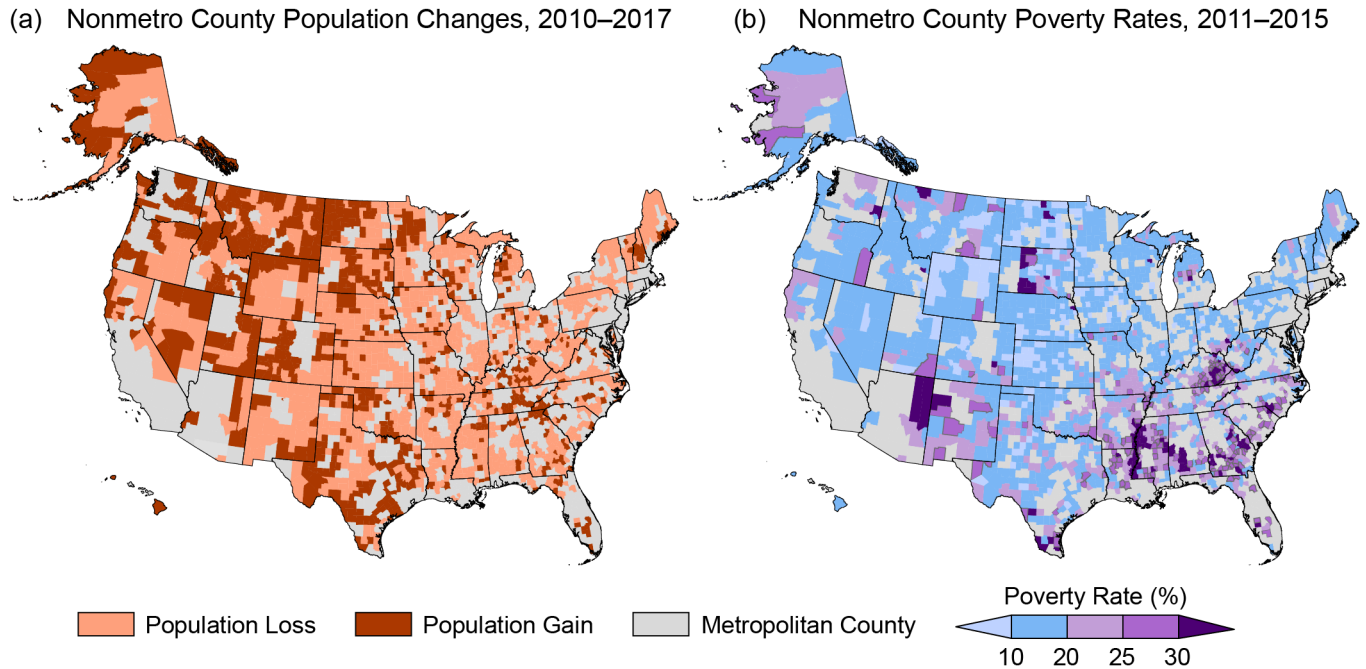 (a) Nonmetro County Population Changes, 2010–2017
(b) Nonmetro County Poverty Rates, 2011–2015
Population Loss
Population Gain
Metropolitan County
Poverty Rate (%)
10 20 25 30